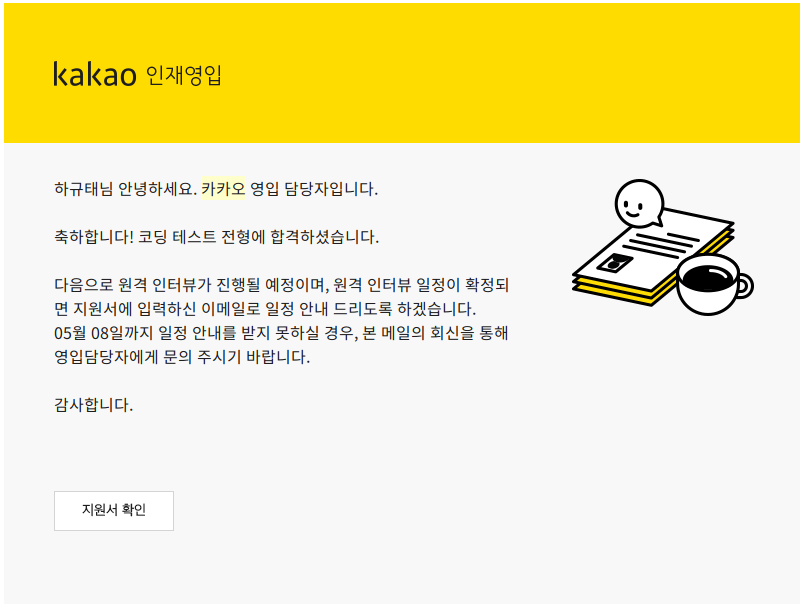 kakao 인재영입
하규태님 안녕하세요. 카카오 영입 담당자입니다.
축하합니다! 코딩 테스트 전형에 합격하셨습니다.
다음으로 원격 인터뷰가 진행될 예정이며, 원격 인터뷰 일정이 확정되
면 지원서에 입력하신 이메일로 일정 안내 드리도록 하겠습니다.
05월 08일까지 일정 안내를 받지 못하실 경우, 본 메일의 회신을 통해
영입담당자에게 문의 주시기 바랍니다.
감사합니다.
지원서 확인